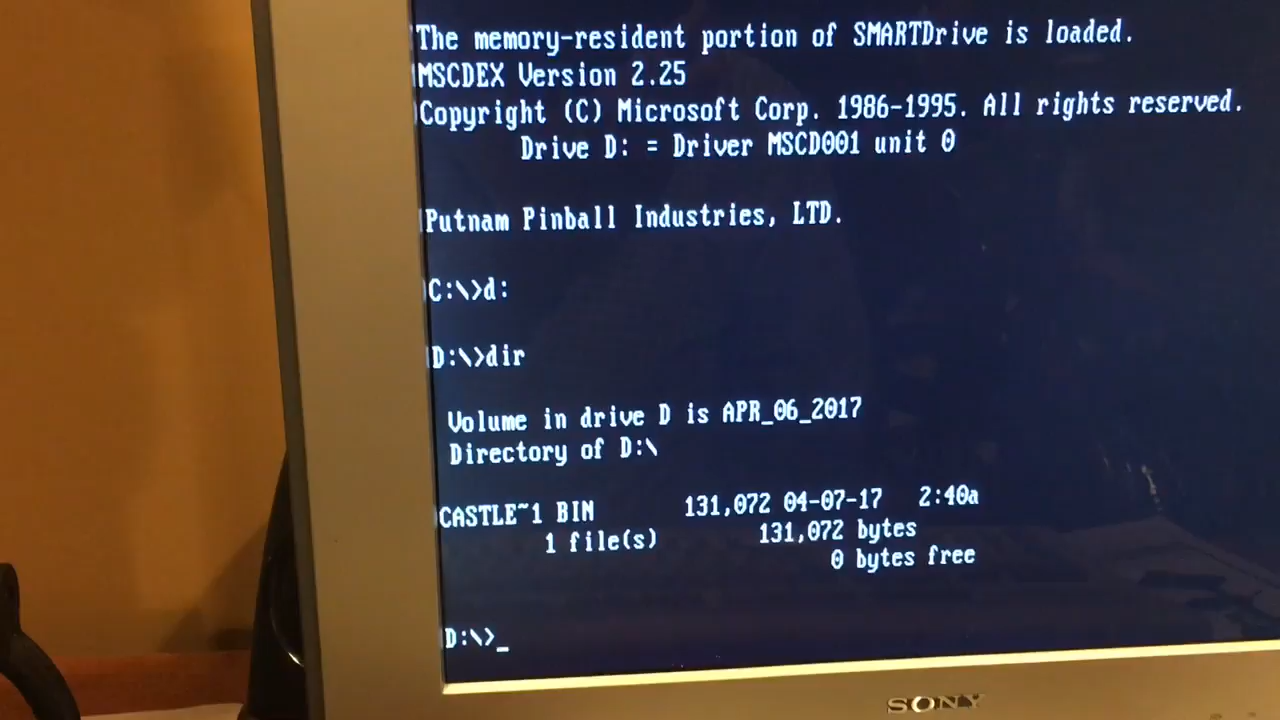 The memory-resident portion of SMARTDrive is loaded.
MSCDEX Version 2.25
Copyright (C) Microsoft Corp. 1986-1995. All rights reserved.
Drive D: = Driver MSCD001 unit 0
Putnam Pinball Industries, LTD.
C:\>d:
D:\>dir
Volume in drive D is APR_06_2017
Directory of D:\
CASTLE~1 BIN 131,072 04-07-17 2:40a
1 file(s) 131,072 bytes
0 bytes free
D:\>_
SONY